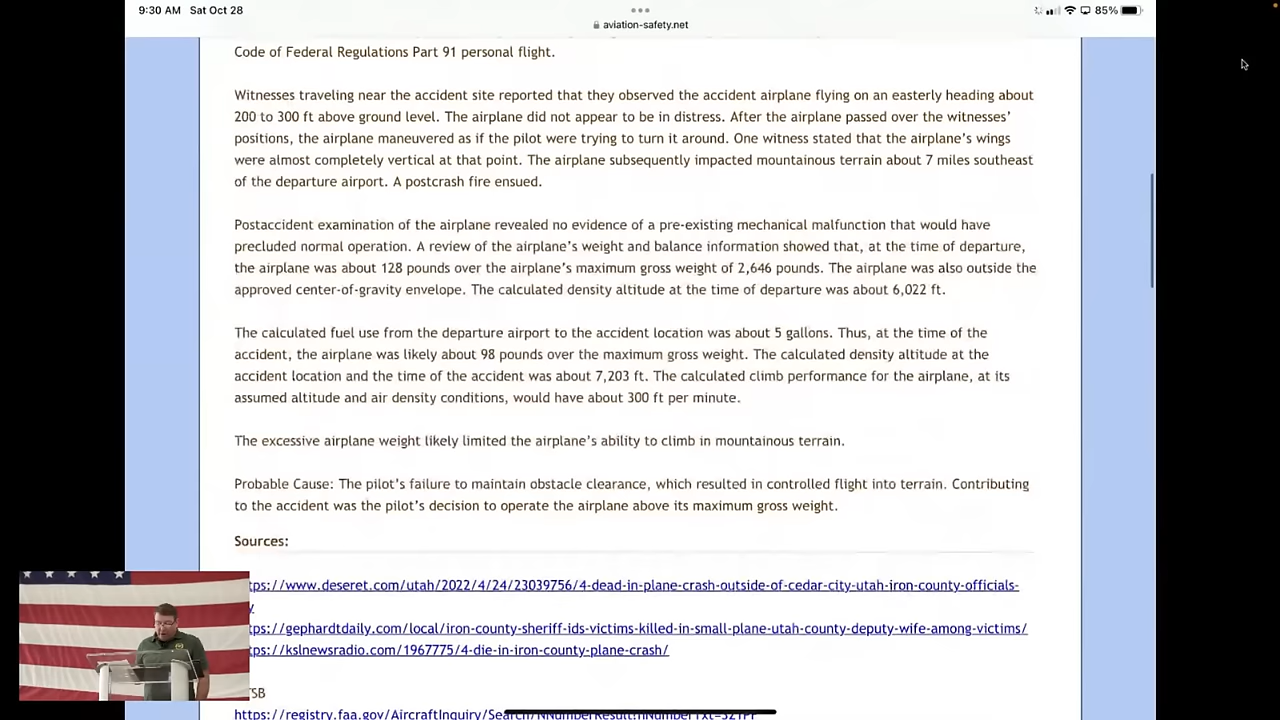 9:30 AM Sat Oct 28
85%
aviation-safety.net
Code of Federal Regulations Part 91 personal flight.
Witnesses traveling near the accident site reported that they observed the accident airplane flying on an easterly heading about
200 to 300 ft above ground level. The airplane did not appear to be in distress. After the airplane passed over the witnesses'
positions, the airplane maneuvered as if the pilot were trying to turn it around. One witness stated that the airplane's wings
were almost completely vertical at that point. The airplane subsequently impacted mountainous terrain about 7 miles southeast
of the departure airport. A postcrash fire ensued.
Postaccident examination of the airplane revealed no evidence of a pre-existing mechanical malfunction that would have
precluded normal operation. A review of the airplane's weight and balance information showed that, at the time of departure,
the airplane was about 128 pounds over the airplane's maximum gross weight of 2,646 pounds. The airplane was also outside the
approved center-of-gravity envelope. The calculated density altitude at the time of departure was about 6,022 ft.
The calculated fuel use from the departure airport to the accident location was about 5 gallons. Thus, at the time of the
accident, the airplane was likely about 98 pounds over the maximum gross weight. The calculated density altitude at the
accident location and the time of the accident was about 7,203 ft. The calculated climb performance for the airplane, at its
assumed altitude and air density conditions, would have about 300 ft per minute.
The excessive airplane weight likely limited the airplane's ability to climb in mountainous terrain.
Probable Cause: The pilot's failure to maintain obstacle clearance, which resulted in controlled flight into terrain. Contributing
to the accident was the pilot's decision to operate the airplane above its maximum gross weight.
Sources:
tps://www.deseret.com/utah/2022/4/24/23039756/4-dead-in-plane-crash-outside-of-cedar-city-utah-iron-county-officials-
y
tps://gephardtdaily.com/local/iron-county-sheriff-ids-victims-killed-in-small-plane-utah-county-deputy-wife-among-victims/
tps://kslnewsradio.com/1967775/4-die-in-iron-county-plane-crash/
TSB
https://registry.faa.gov/AircraftInquiry/Search/